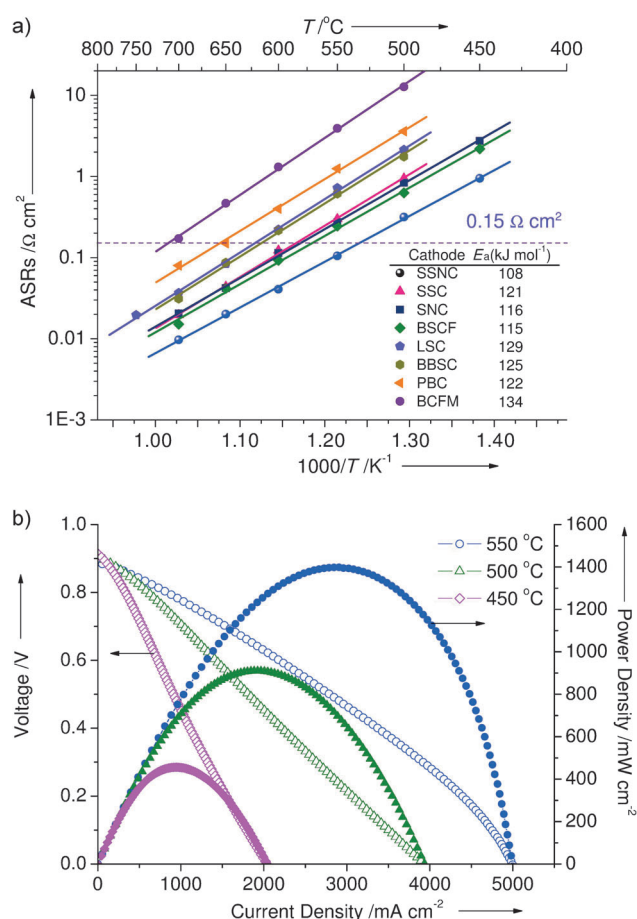 a)
T /°C
800 750 700 650 600 550 500 450 400
10
1
0.1
0.01
1E-3
ASRs /Ω cm²
0.15 Ω cm²
Cathode Eₐ(kJ mol⁻¹)
SSNC 108
SSC 121
SNC 116
BSCF 115
LSC 129
BBSC 125
PBC 122
BCFM 134
1.00 1.10 1.20 1.30 1.40
1000/T /K⁻¹
b)
1.0
0.8
0.6
0.4
0.2
0.0
Voltage /V
550 °C
500 °C
450 °C
1600
1400
1200
1000
800
600
400
200
0
Power Density /mW cm⁻²
0 1000 2000 3000 4000 5000
Current Density /mA cm⁻²